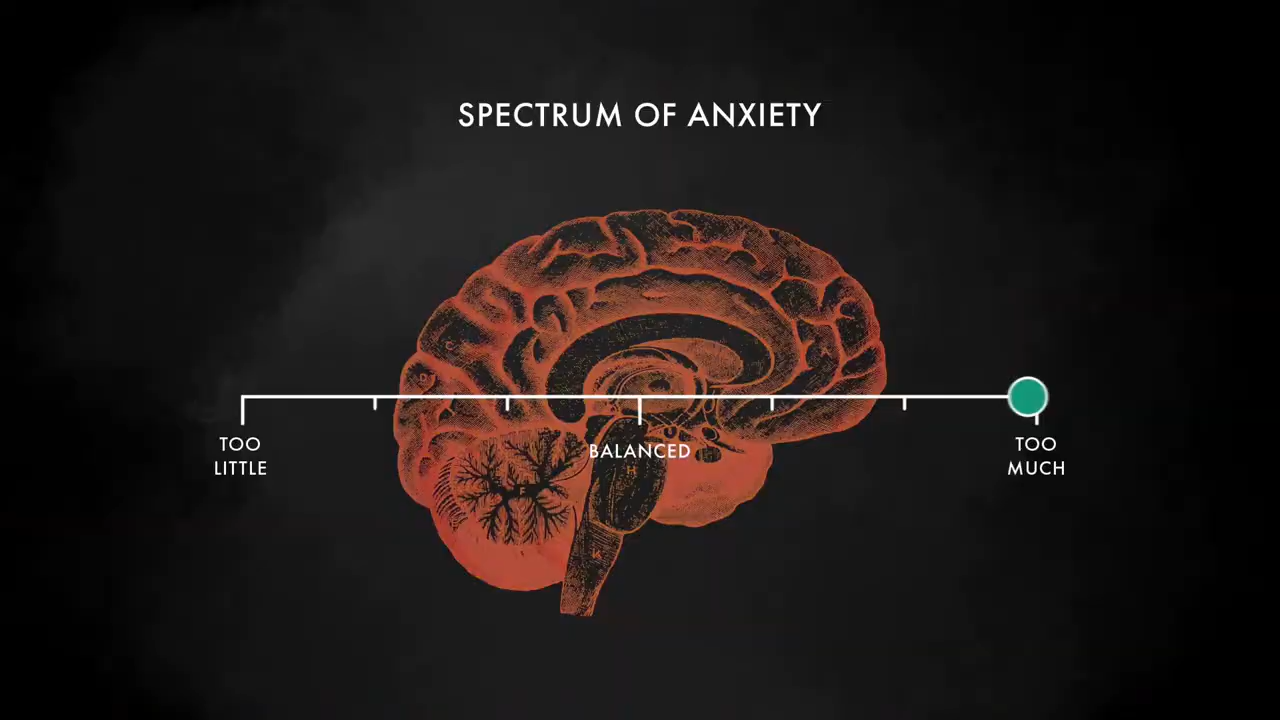 SPECTRUM OF ANXIETY
TOO
LITTLE
BALANCED
TOO
MUCH